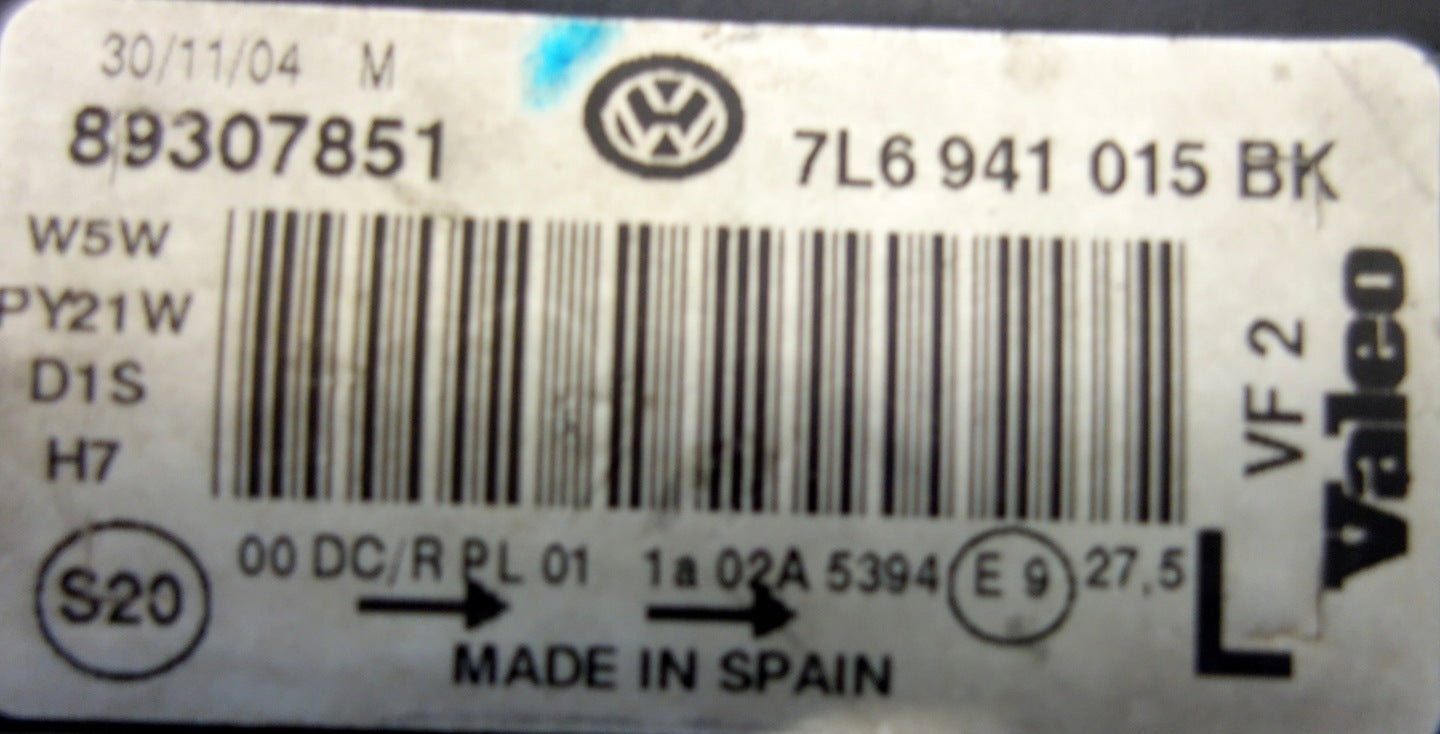 30/11/04 M
89307851
7L6 941 015 BK
W5W
PY21W
D1S
H7
VF 2
Valeo
S20
00 DC/R PL 01 1a 02A 5394 E 9 27,5
L
MADE IN SPAIN